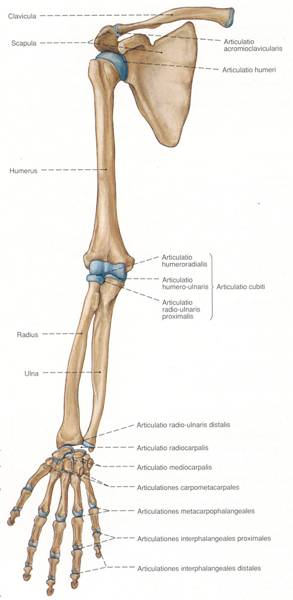 Clavicula
Scapula
Articulatio
acromioclavicularis
Articulatio humeri
Humerus
Articulatio
humeroradialis
Articulatio
humero-ulnaris
Articulatio cubiti
Articulatio
radio-ulnaris
proximalis
Radius
Ulna
Articulatio radio-ulnaris distalis
Articulatio radiocarpalis
Articulatio mediocarpalis
Articulationes carpometacarpales
Articulationes metacarpophalangeales
Articulationes interphalangeales proximales
Articulationes interphalangeales distales